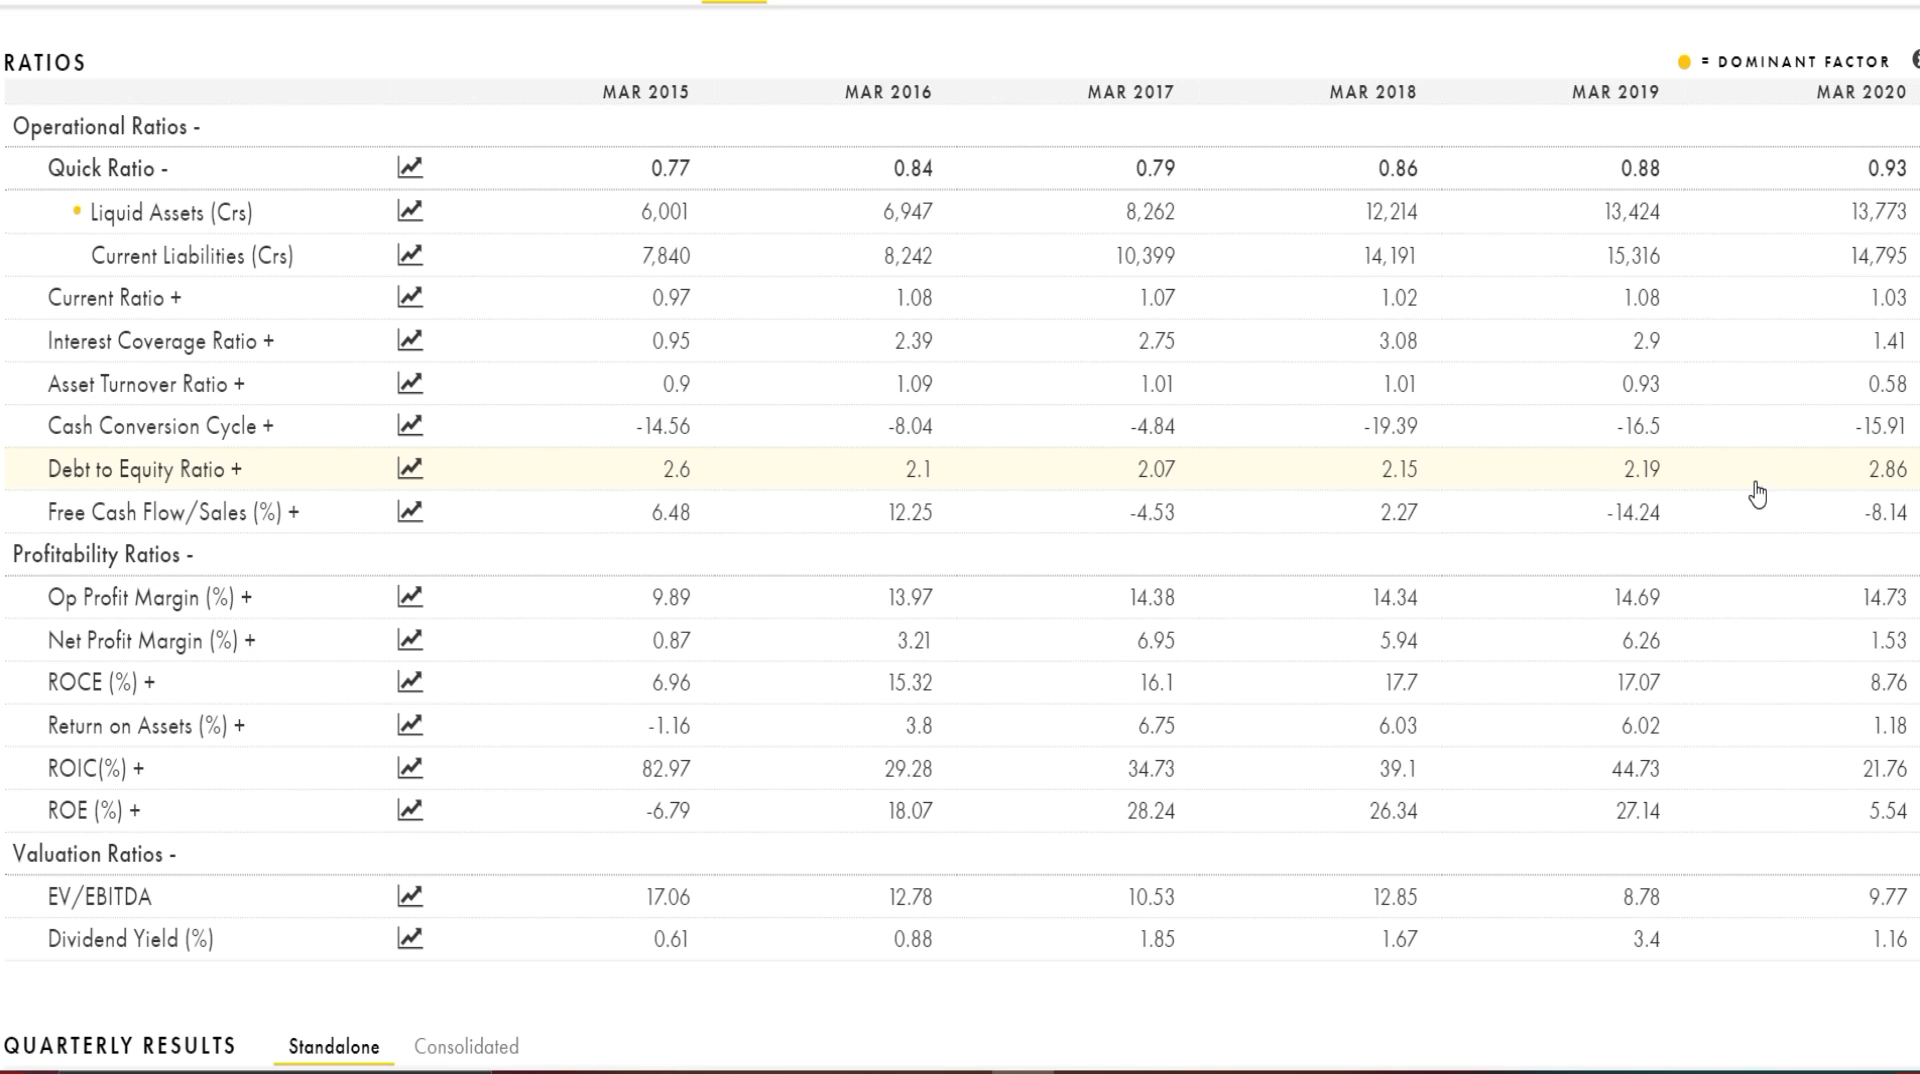 RATIOS = DOMINANT FACTOR
MAR 2015 MAR 2016 MAR 2017 MAR 2018 MAR 2019 MAR 2020
Operational Ratios -
Quick Ratio - 0.77 0.84 0.79 0.86 0.88 0.93
Liquid Assets (Crs) 6,001 6,947 8,262 12,214 13,424 13,773
Current Liabilities (Crs) 7,840 8,242 10,399 14,191 15,316 14,795
Current Ratio + 0.97 1.08 1.07 1.02 1.08 1.03
Interest Coverage Ratio + 0.95 2.39 2.75 3.08 2.9 1.41
Asset Turnover Ratio + 0.9 1.09 1.01 1.01 0.93 0.58
Cash Conversion Cycle + -14.56 -8.04 -4.84 -19.39 -16.5 -15.91
Debt to Equity Ratio + 2.6 2.1 2.07 2.15 2.19 2.86
Free Cash Flow/Sales (%) + 6.48 12.25 -4.53 2.27 -14.24 -8.14
Profitability Ratios -
Op Profit Margin (%) + 9.89 13.97 14.38 14.34 14.69 14.73
Net Profit Margin (%) + 0.87 3.21 6.95 5.94 6.26 1.53
ROCE (%) + 6.96 15.32 16.1 17.7 17.07 8.76
Return on Assets (%) + -1.16 3.8 6.75 6.03 6.02 1.18
ROIC(%) + 82.97 29.28 34.73 39.1 44.73 21.76
ROE (%) + -6.79 18.07 28.24 26.34 27.14 5.54
Valuation Ratios -
EV/EBITDA 17.06 12.78 10.53 12.85 8.78 9.77
Dividend Yield (%) 0.61 0.88 1.85 1.67 3.4 1.16
QUARTERLY RESULTS Standalone Consolidated